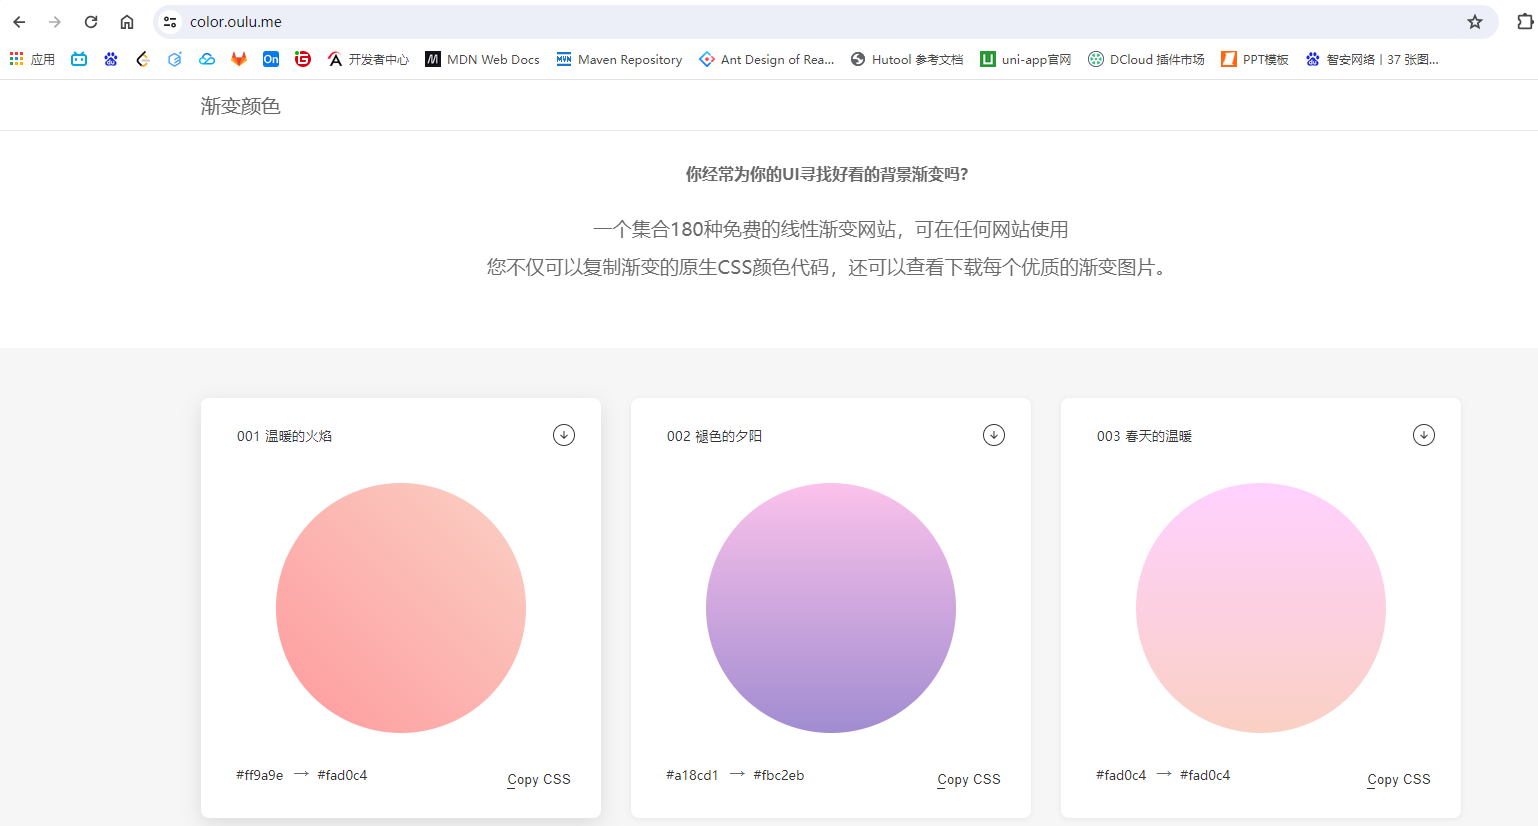 color.oulu.me
应用 On G 开发者中心 M MDN Web Docs MVN Maven Repository Ant Design of Rea... Hutool 参考文档 uni-app官网 DCloud 插件市场 PPT模板 智安网络 | 37 张图...
渐变颜色
你经常为你的UI寻找好看的背景渐变吗?
一个集合180种免费的线性渐变网站，可在任何网站使用
您不仅可以复制渐变的原生CSS颜色代码，还可以查看下载每个优质的渐变图片。
001 温暖的火焰
#ff9a9e → #fad0c4
Copy CSS
002 褪色的夕阳
#a18cd1 → #fbc2eb
Copy CSS
003 春天的温暖
#fad0c4 → #fad0c4
Copy CSS